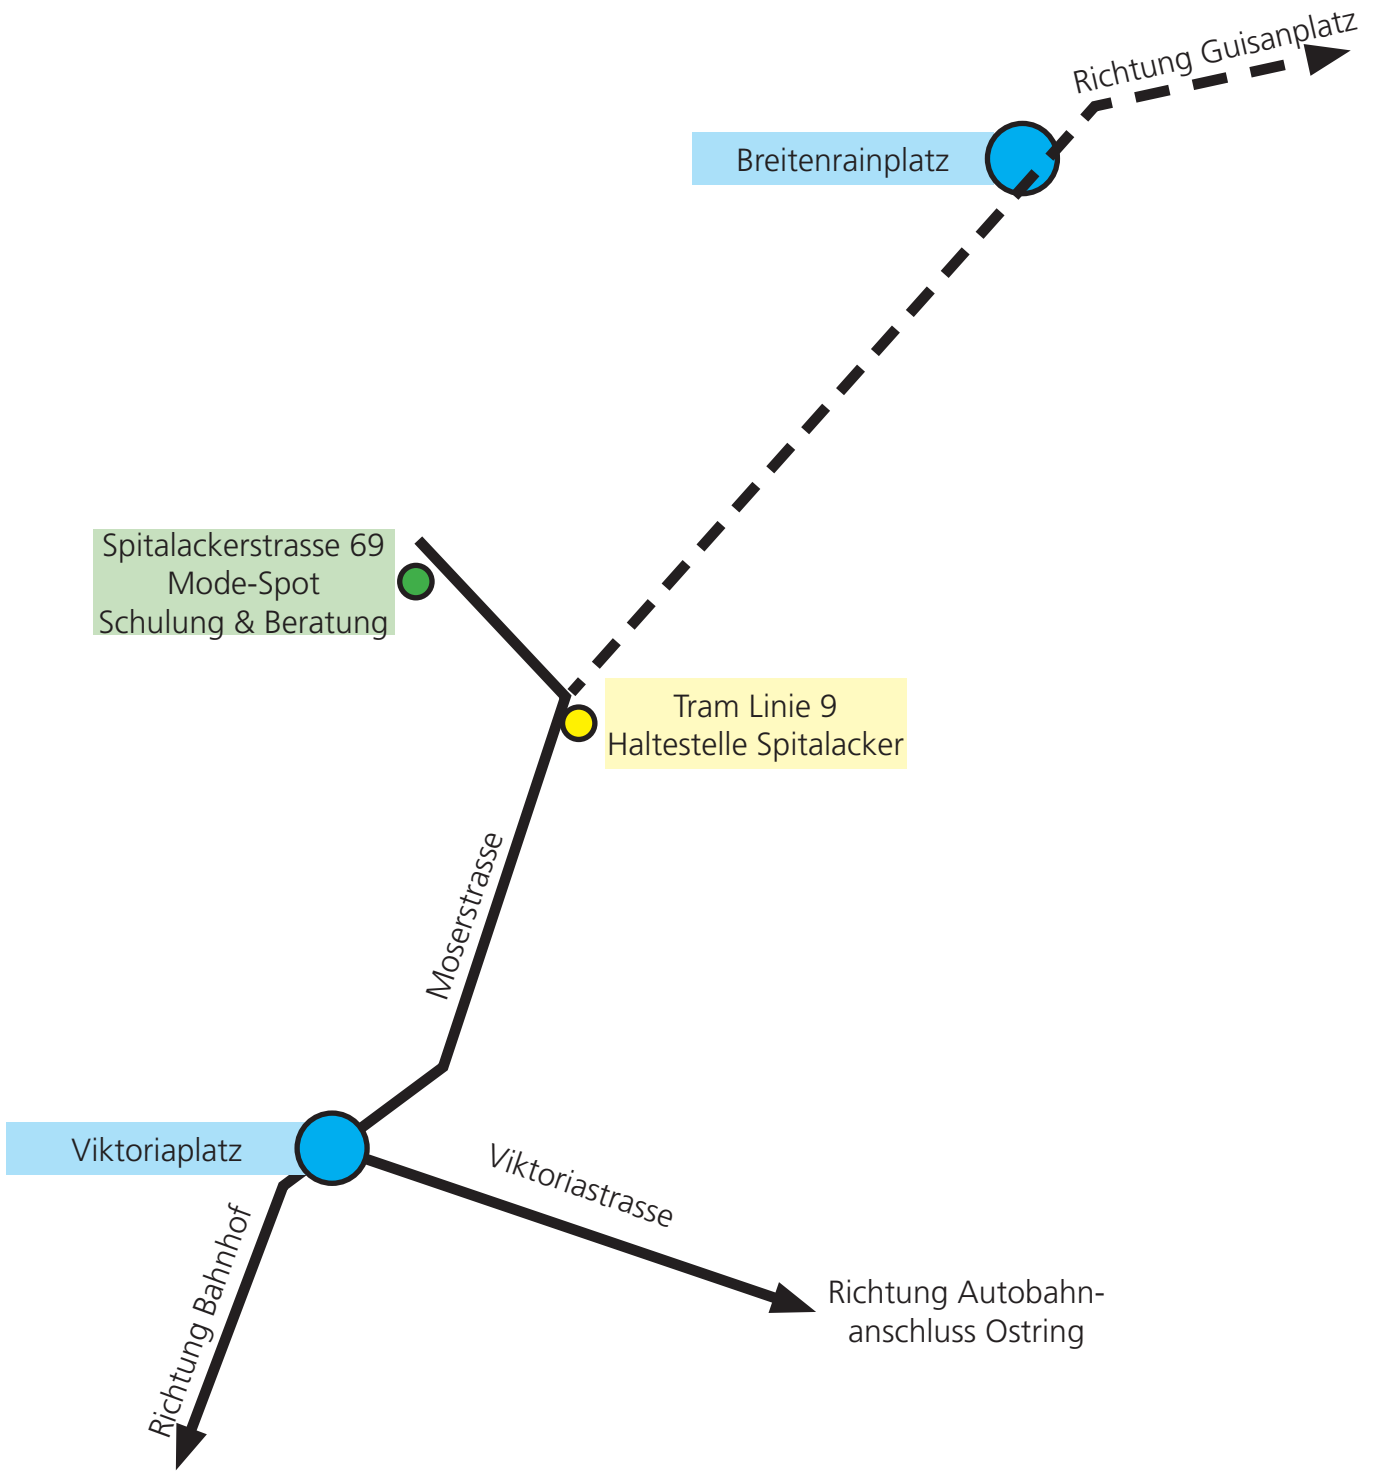 Richtung Guisanplatz
Breitenrainplatz
Spitalackerstrasse 69
Mode-Spot
Schulung & Beratung
Tram Linie 9
Haltestelle Spitalacker
Moserstrasse
Viktoriaplatz
Viktoriastrasse
Richtung Bahnhof
Richtung Autobahn-
anschluss Ostring